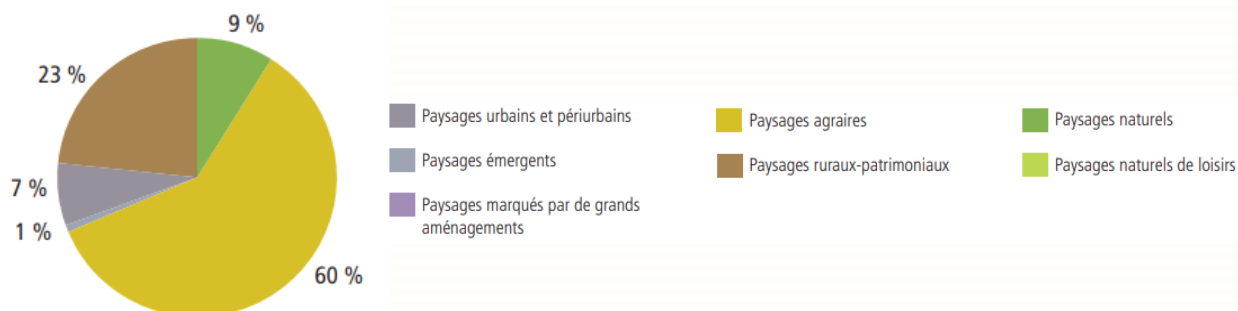 9 %
23 %
7 %
1 %
60 %
Paysages urbains et périurbains
Paysages émergents
Paysages marqués par de grands
aménagements
Paysages agraires
Paysages ruraux-patrimoniaux
Paysages naturels
Paysages naturels de loisirs